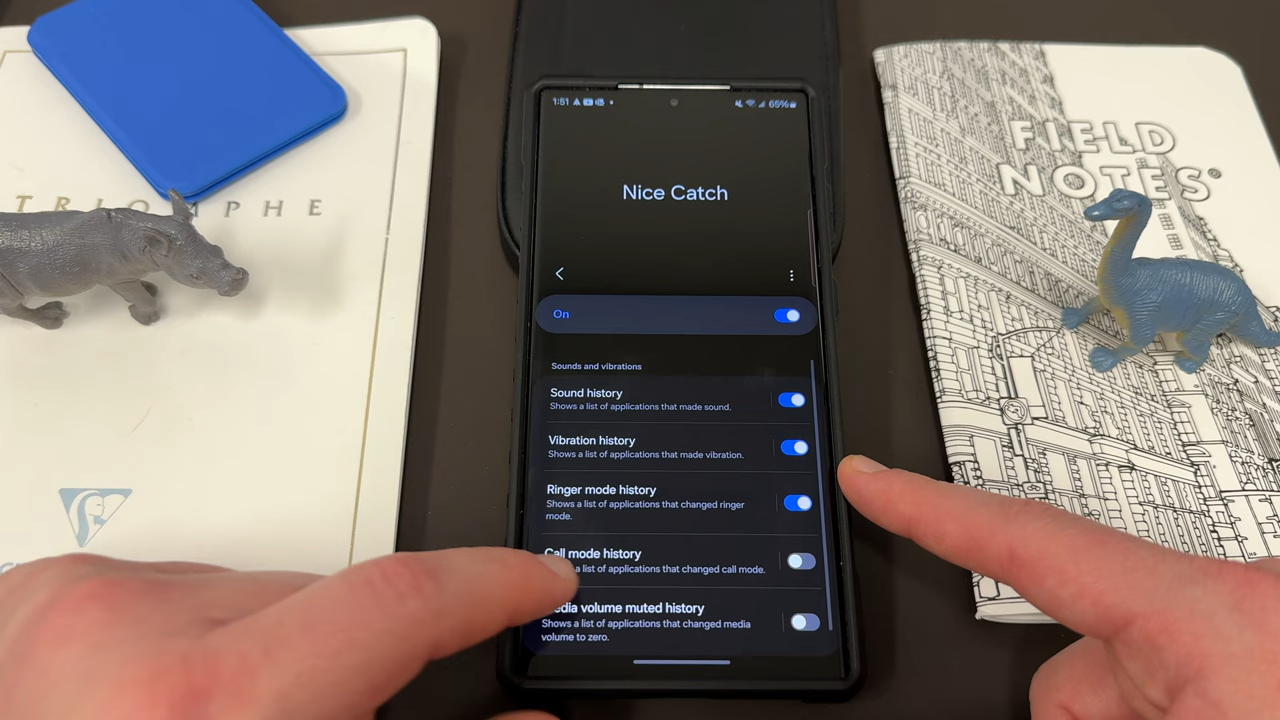 TRIOMPHE
1:51
65%
Nice Catch
On
Sounds and vibrations
Sound history
Shows a list of applications that made sound.
Vibration history
Shows a list of applications that made vibration.
Ringer mode history
Shows a list of applications that changed ringer
mode.
Call mode history
a list of applications that changed call mode.
Media volume muted history
Shows a list of applications that changed media
volume to zero.
FIELD
NOTES®